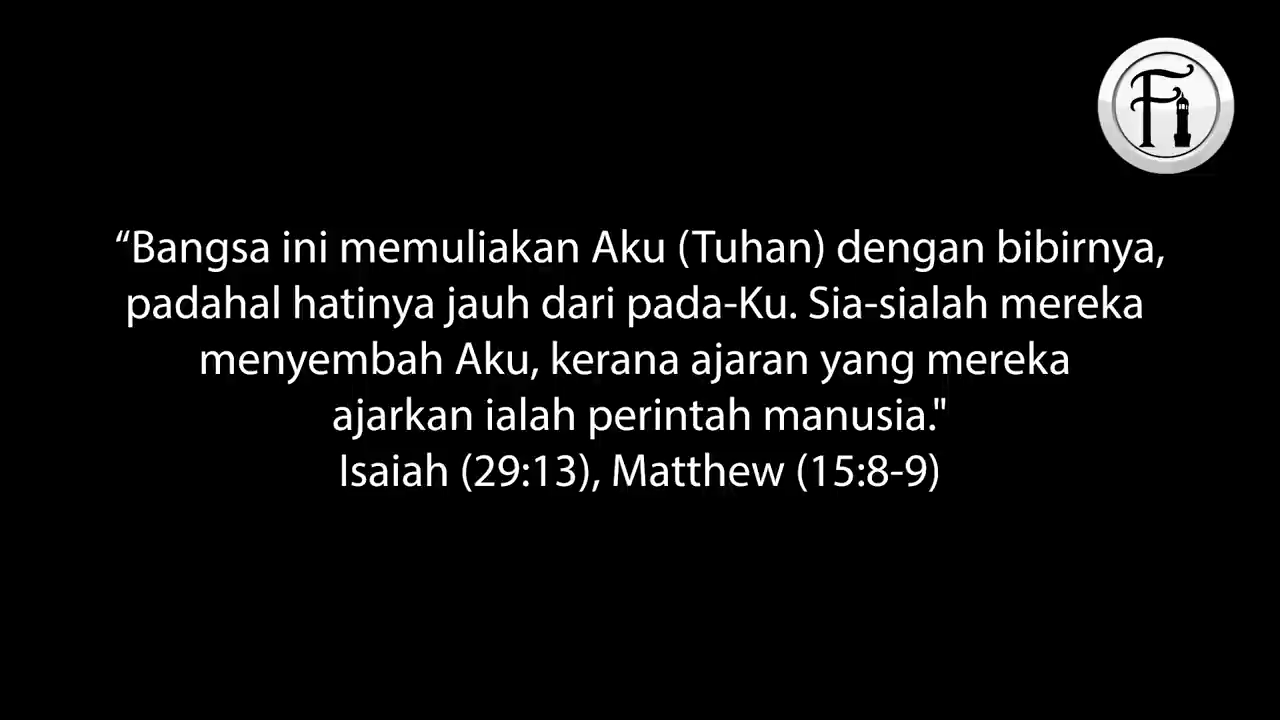 Fi
“Bangsa ini memuliakan Aku (Tuhan) dengan bibirnya,
padahal hatinya jauh dari pada-Ku. Sia-sialah mereka
menyembah Aku, kerana ajaran yang mereka
ajarkan ialah perintah manusia."
Isaiah (29:13), Matthew (15:8-9)